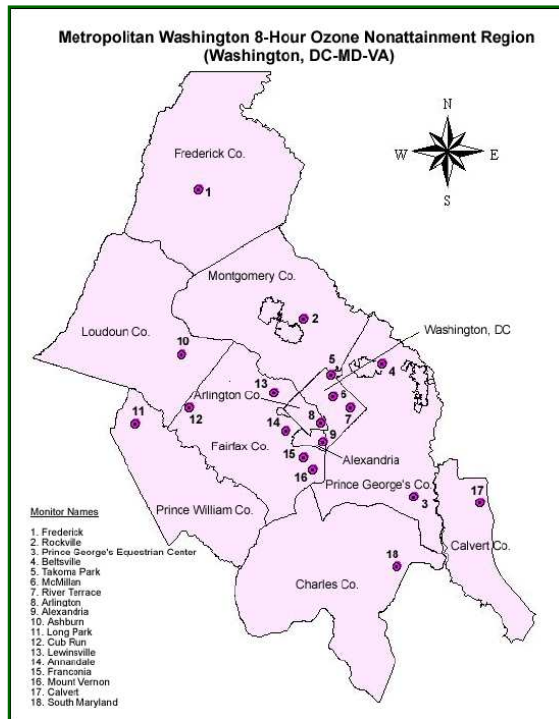 Metropolitan Washington 8-Hour Ozone Nonattainment Region
(Washington, DC-MD-VA)
N
W
E
S
Frederick Co.
1
Montgomery Co.
2
Loudoun Co.
10
Washington, DC
5
4
13
Arlington Co.
6
7
11
12
8
14
9
Fairfax Co.
15
Alexandria
16
Prince George's Co.
3
17
Prince William Co.
Calvert Co.
18
Charles Co.
Monitor Names
1. Frederick
2. Rockville
3. Prince George's Equestrian Center
4. Beltsville
5. Takoma Park
6. McMillan
7. River Terrace
8. Arlington
9. Alexandria
10. Ashburn
11. Long Park
12. Cub Run
13. Lewinsville
14. Annandale
15. Franconia
16. Mount Vernon
17. Calvert
18. South Maryland